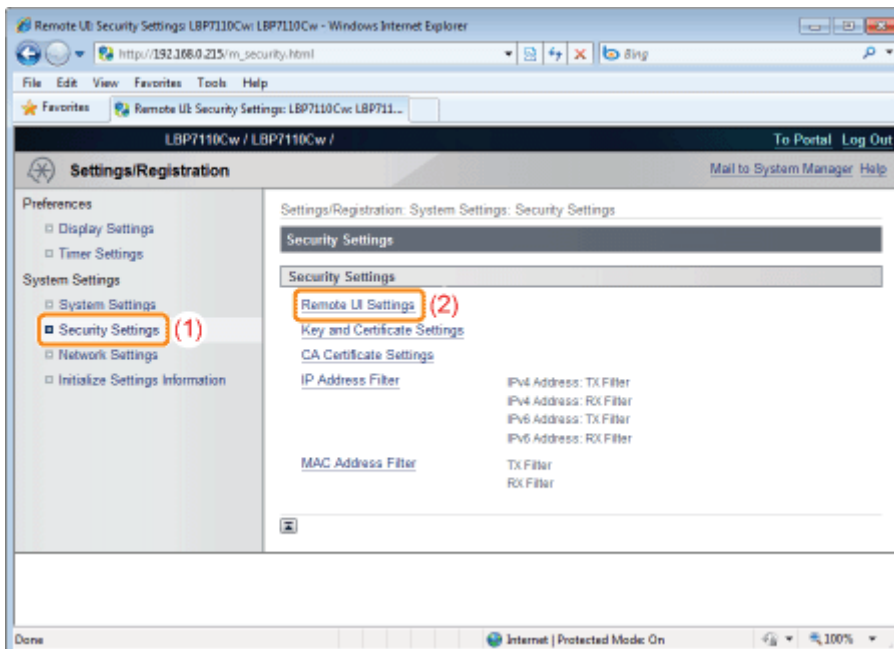 Remote UI: Security Settings: LBP7110Cw: LBP7110Cw - Windows Internet Explorer
http://192.168.0.215/m_security.html
Bing
File Edit View Favorites Tools Help
Favorites
Remote UI: Security Settings: LBP7110Cw: LBP711...
LBP7110Cw / LBP7110Cw /
To Portal Log Out
Settings/Registration
Mail to System Manager Help
Preferences
Display Settings
Timer Settings
System Settings
System Settings
Security Settings (1)
Network Settings
Initialize Settings Information
Settings/Registration: System Settings: Security Settings
Security Settings
Security Settings
Remote UI Settings (2)
Key and Certificate Settings
CA Certificate Settings
IP Address Filter IPv4 Address: TX Filter
IPv4 Address: RX Filter
IPv6 Address: TX Filter
IPv6 Address: RX Filter
MAC Address Filter TX Filter
RX Filter
Done
Internet | Protected Mode: On
100%